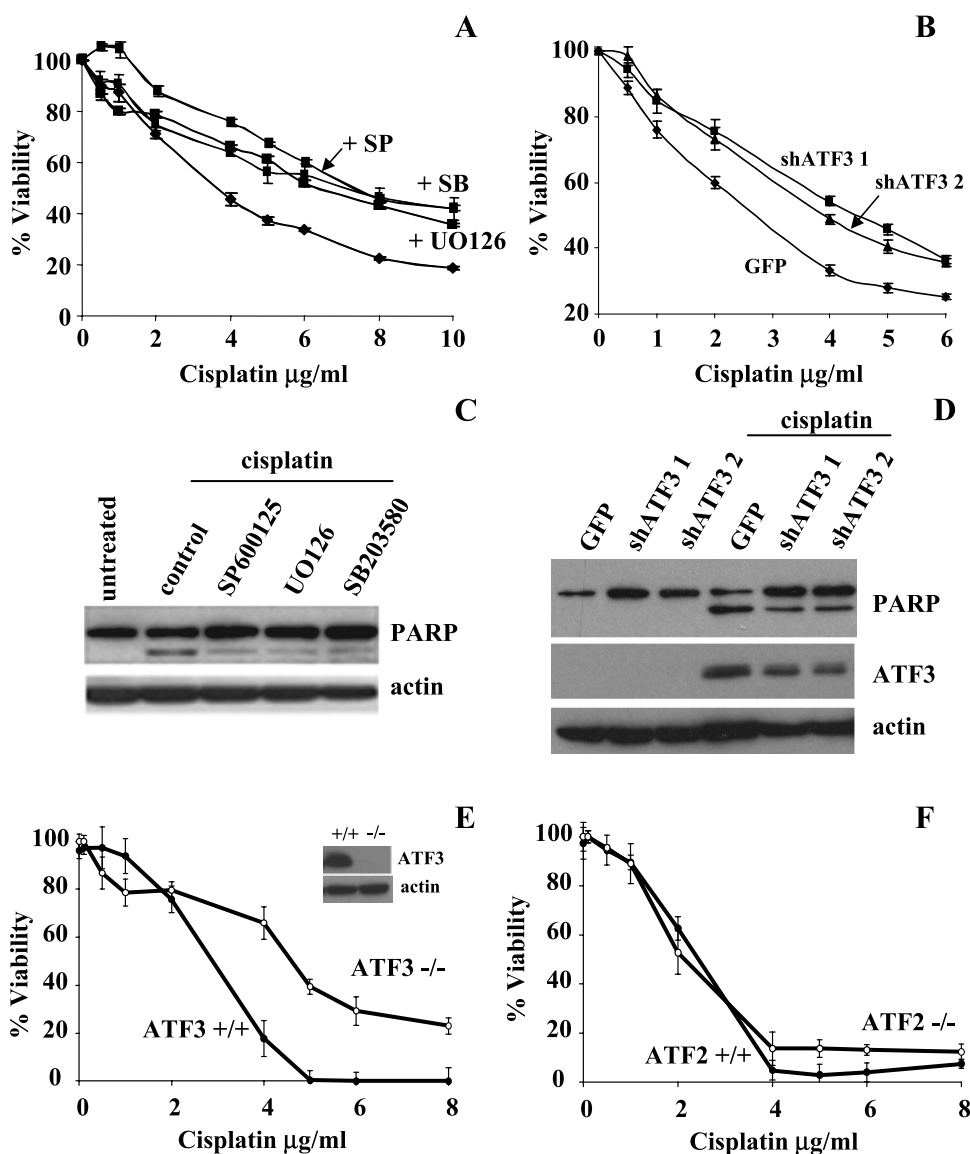 A
% Viability
100
80
60
40
20
0
+ SP
+ SB
+ UO126
0 2 4 6 8 10
Cisplatin µg/ml
B
% Viability
100
80
60
40
20
shATF3 1
shATF3 2
GFP
0 1 2 3 4 5 6
Cisplatin µg/ml
C
cisplatin
untreated
control
SP600125
UO126
SB203580
PARP
actin
D
cisplatin
GFP
shATF3 1
shATF3 2
GFP
shATF3 1
shATF3 2
PARP
ATF3
actin
E
% Viability
100
80
60
40
20
0
+/+ -/-
ATF3
actin
ATF3 -/-
ATF3 +/+
0 2 4 6 8
Cisplatin µg/ml
F
% Viability
100
80
60
40
20
0
ATF2 -/-
ATF2 +/+
0 2 4 6 8
Cisplatin µg/ml